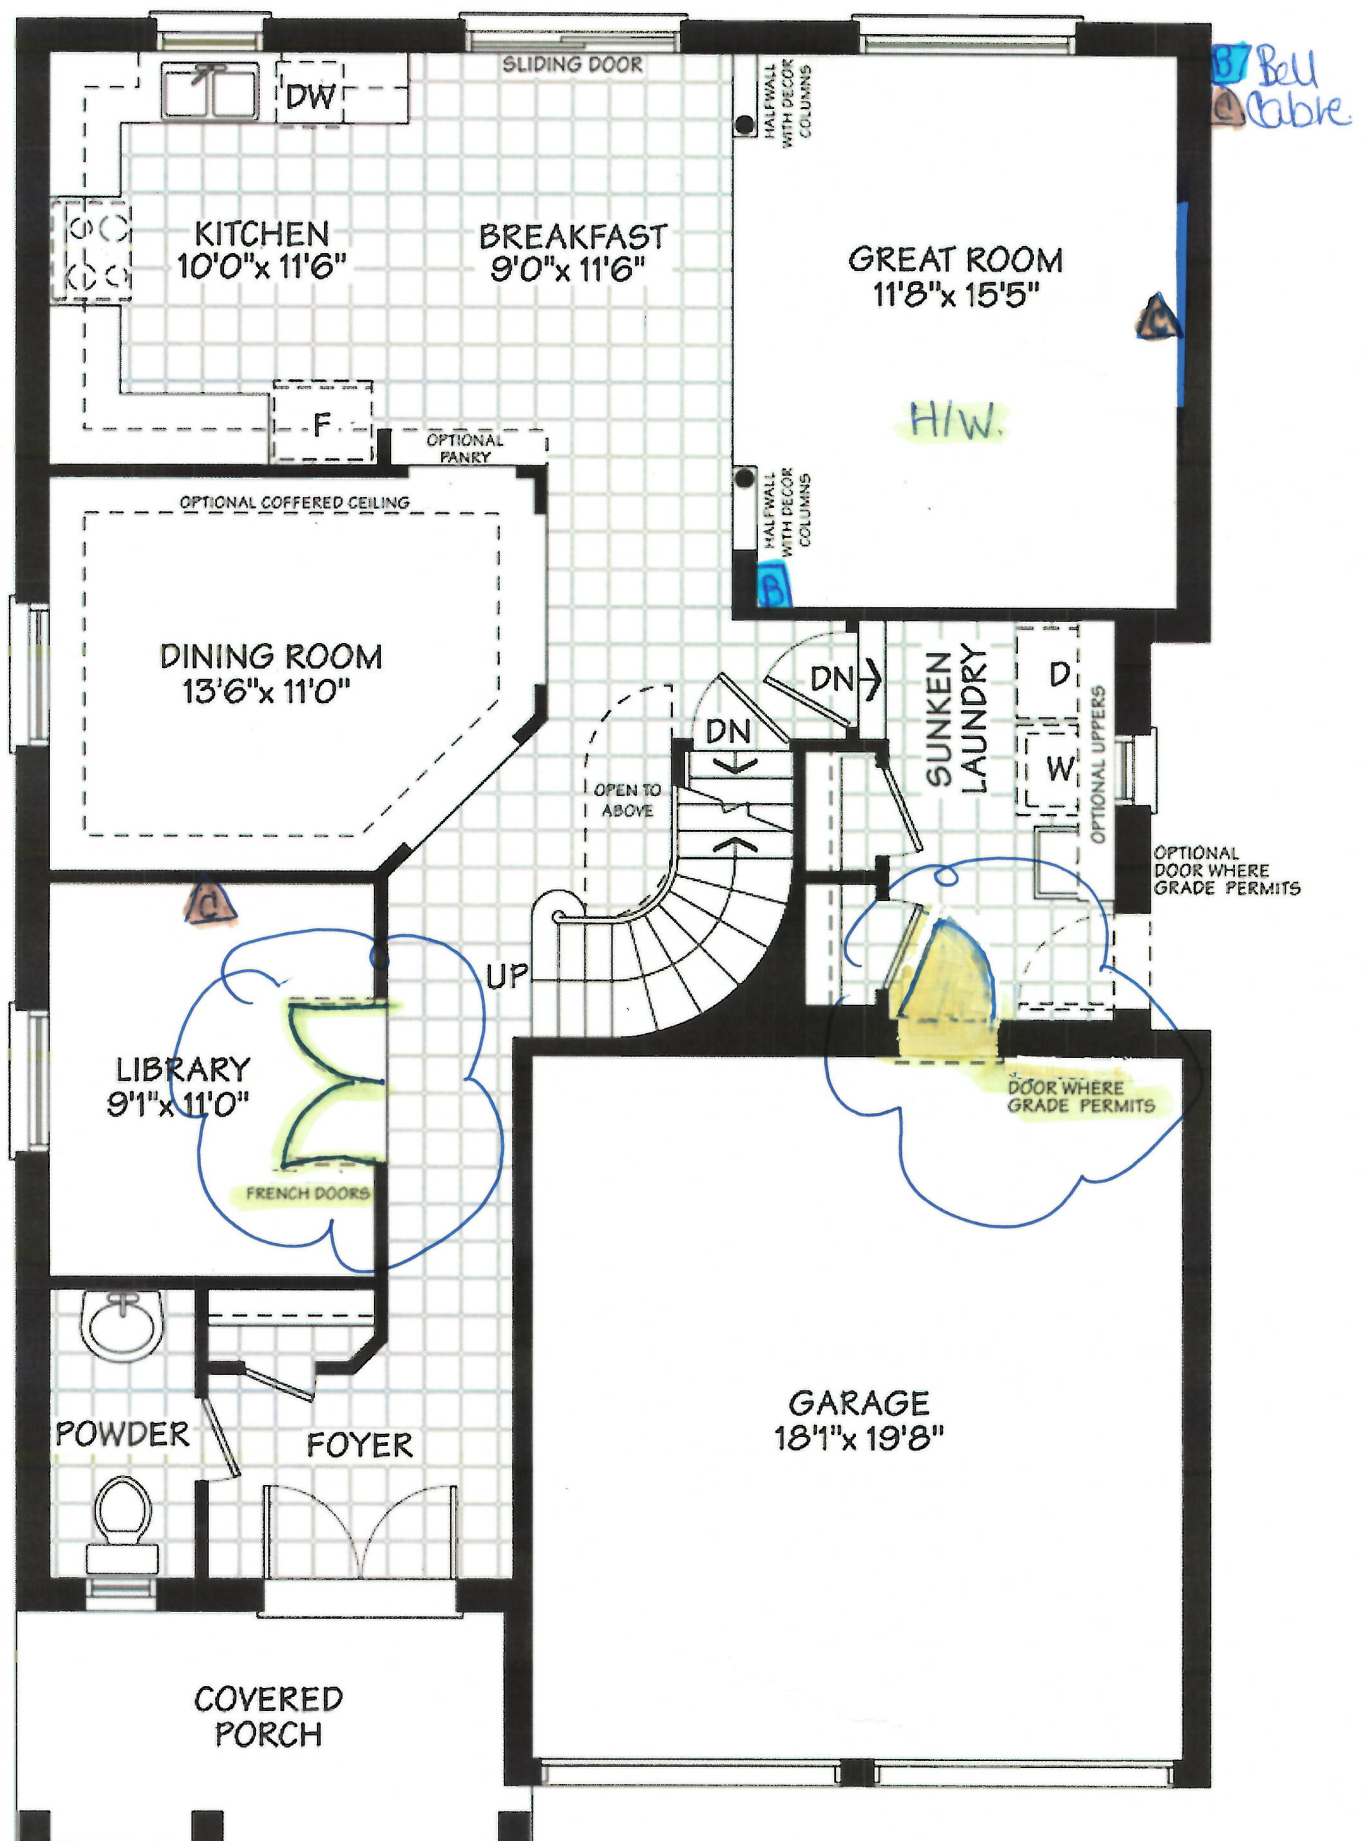 SLIDING DOOR
B Bell
C Cable
DW
HALFWALL
WITH DECOR
COLUMNS
KITCHEN
10'0"x 11'6"
BREAKFAST
9'0"x 11'6"
GREAT ROOM
11'8"x 15'5"
C
H/W.
F
OPTIONAL
PANRY
HALFWALL
WITH DECOR
COLUMNS
OPTIONAL COFFERED CEILING
B
DINING ROOM
13'6"x 11'0"
DN
SUNKEN
LAUNDRY
D
W
OPTIONAL UPPERS
DN
OPEN TO
ABOVE
OPTIONAL
DOOR WHERE
GRADE PERMITS
C
UP
LIBRARY
9'1"x 11'0"
DOOR WHERE
GRADE PERMITS
FRENCH DOORS
POWDER
FOYER
GARAGE
18'1"x 19'8"
COVERED
PORCH